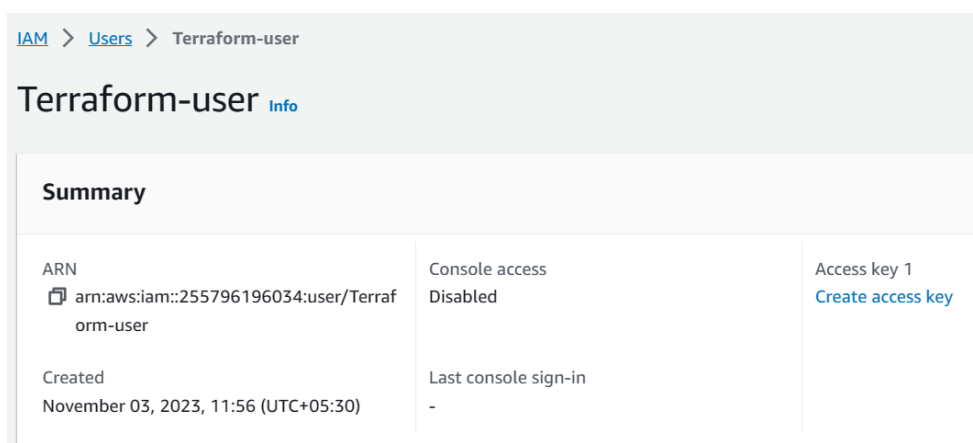 IAM > Users > Terraform-user
Terraform-user Info
Summary
ARN
arn:aws:iam::255796196034:user/Terraf
orm-user
Created
November 03, 2023, 11:56 (UTC+05:30)
Console access
Disabled
Last console sign-in
-
Access key 1
Create access key